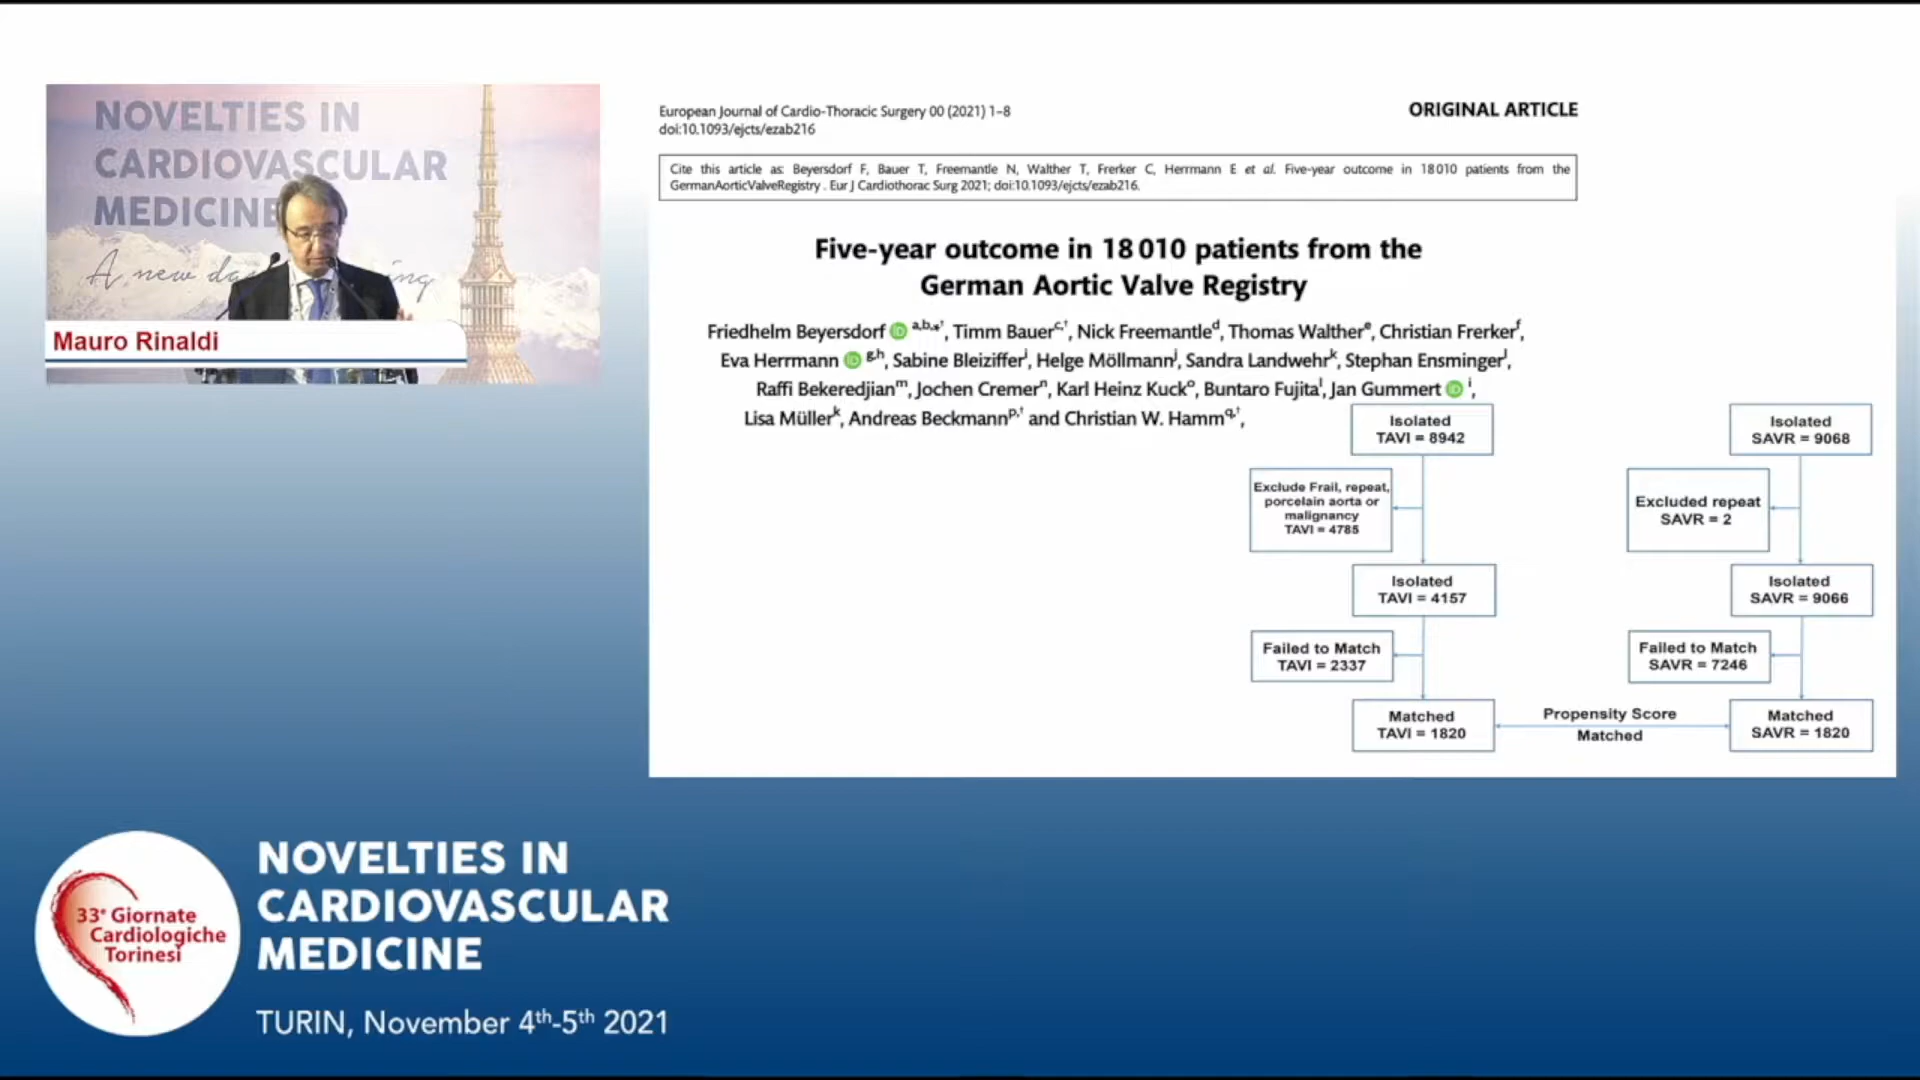 NOVELTIES IN
CARDIOVASCULAR
MEDICINE
A new
Mauro Rinaldi
European Journal of Cardio-Thoracic Surgery 00 (2021) 1–8
doi:10.1093/ejcts/ezab216
ORIGINAL ARTICLE
Cite this article as: Beyersdorf F, Bauer T, Freemantle N, Walther T, Frerker C, Herrmann E et al. Five-year outcome in 18 010 patients from the
GermanAorticValveRegistry . Eur J Cardiothorac Surg 2021; doi:10.1093/ejcts/ezab216.
Five-year outcome in 18 010 patients from the
German Aortic Valve Registry
Friedhelm Beyersdorf iD a,b,*,†, Timm Bauer c,†, Nick Freemantle d, Thomas Walther e, Christian Frerker f,
Eva Herrmann iD g,h, Sabine Bleiziffer i, Helge Möllmann j, Sandra Landwehr k, Stephan Ensminger l,
Raffi Bekeredjian m, Jochen Cremer n, Karl Heinz Kuck o, Buntaro Fujita l, Jan Gummert iD i,
Lisa Müller k, Andreas Beckmann p,† and Christian W. Hamm q,†,
Isolated
TAVI = 8942
Isolated
SAVR = 9068
Exclude Frail, repeat,
porcelain aorta or
malignancy
TAVI = 4785
Excluded repeat
SAVR = 2
Isolated
TAVI = 4157
Isolated
SAVR = 9066
Failed to Match
TAVI = 2337
Failed to Match
SAVR = 7246
Matched
TAVI = 1820
Propensity Score
Matched
Matched
SAVR = 1820
33° Giornate
Cardiologiche
Torinesi
NOVELTIES IN
CARDIOVASCULAR
MEDICINE
TURIN, November 4th-5th 2021